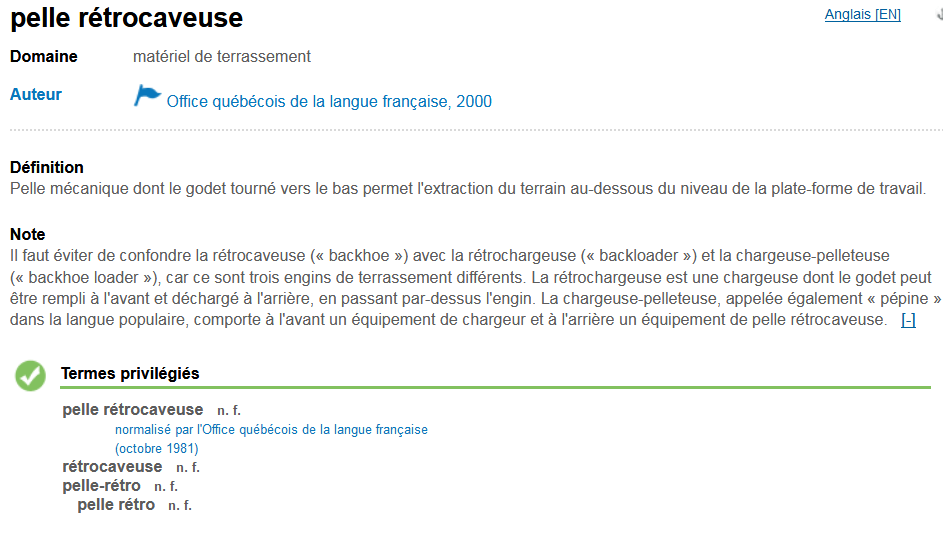 pelle rétrocaveuse
Anglais [EN]
Domaine matériel de terrassement
Auteur Office québécois de la langue française, 2000
Définition
Pelle mécanique dont le godet tourné vers le bas permet l'extraction du terrain au-dessous du niveau de la plate-forme de travail.
Note
Il faut éviter de confondre la rétrocaveuse (« backhoe ») avec la rétrochargeuse (« backloader ») et la chargeuse-pelleteuse
(« backhoe loader »), car ce sont trois engins de terrassement différents. La rétrochargeuse est une chargeuse dont le godet peut
être rempli à l'avant et déchargé à l'arrière, en passant par-dessus l'engin. La chargeuse-pelleteuse, appelée également « pépine »
dans la langue populaire, comporte à l'avant un équipement de chargeur et à l'arrière un équipement de pelle rétrocaveuse. [-]
Termes privilégiés
pelle rétrocaveuse n. f.
normalisé par l'Office québécois de la langue française
(octobre 1981)
rétrocaveuse n. f.
pelle-rétro n. f.
pelle rétro n. f.